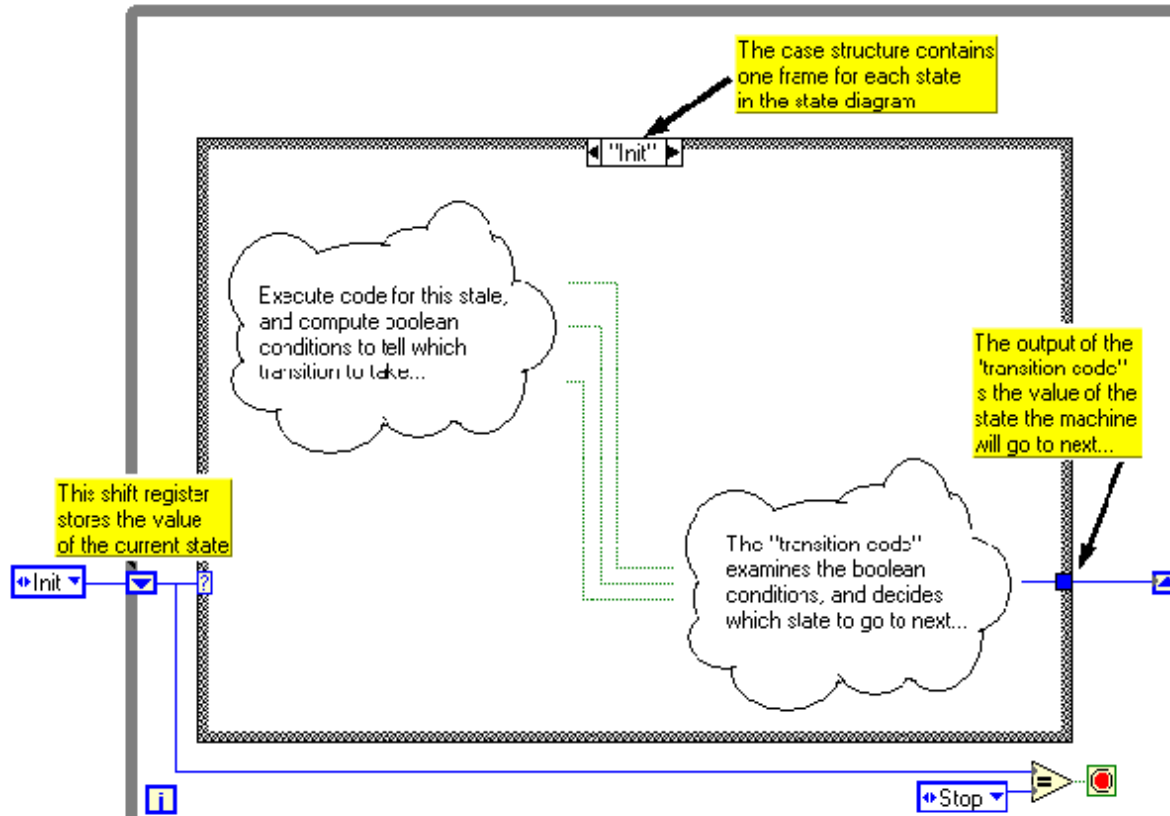 The case structure contains
one frame for each state
in the state diagram
"Init"
Execute code for this state,
and compute boolean
conditions to tell which
transition to take...
The output of the
"transition code"
is the value of the
state the machine
will go to next...
This shift register
stores the value
of the current state
Init
?
The "transition code"
examines the boolean
conditions, and decides
which state to go to next...
=
Stop
i